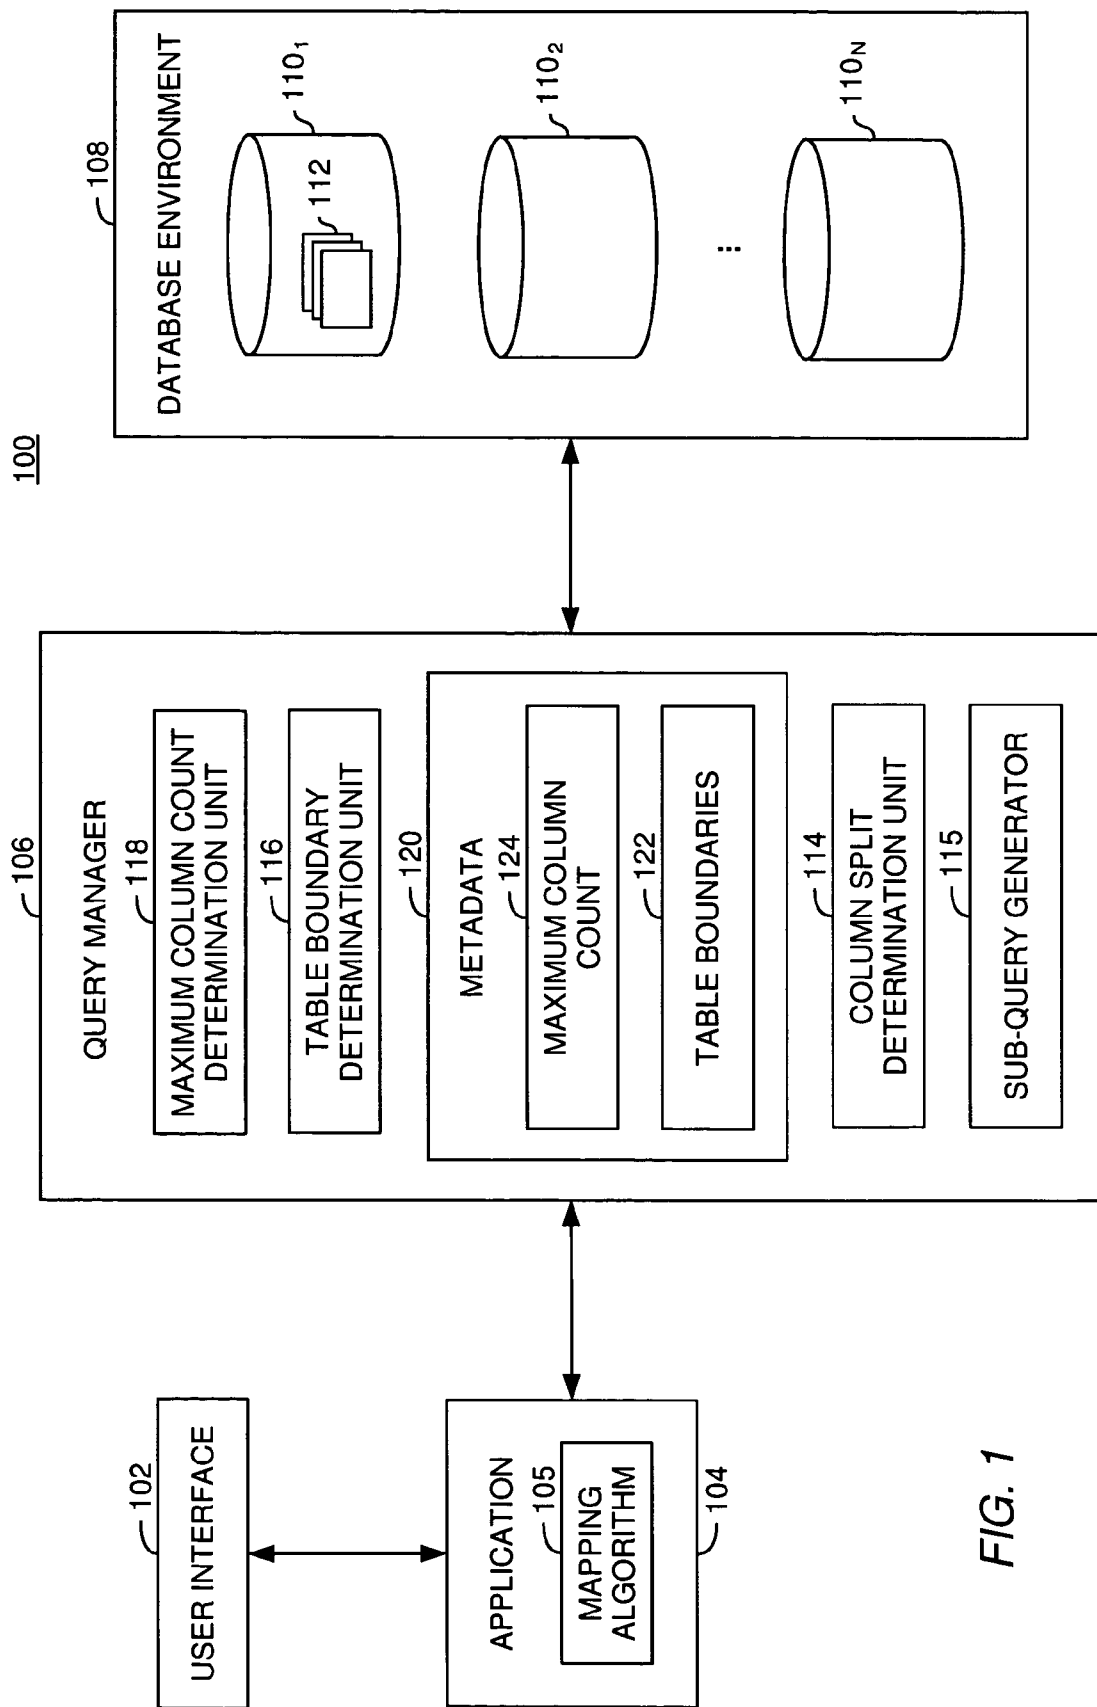 100
102
USER INTERFACE
APPLICATION
105
MAPPING
ALGORITHM
104
106
QUERY MANAGER
118
MAXIMUM COLUMN COUNT
DETERMINATION UNIT
116
TABLE BOUNDARY
DETERMINATION UNIT
120
METADATA
124
MAXIMUM COLUMN
COUNT
122
TABLE BOUNDARIES
114
COLUMN SPLIT
DETERMINATION UNIT
115
SUB-QUERY GENERATOR
108
DATABASE ENVIRONMENT
110₁
112
110₂
...
110N
FIG. 1